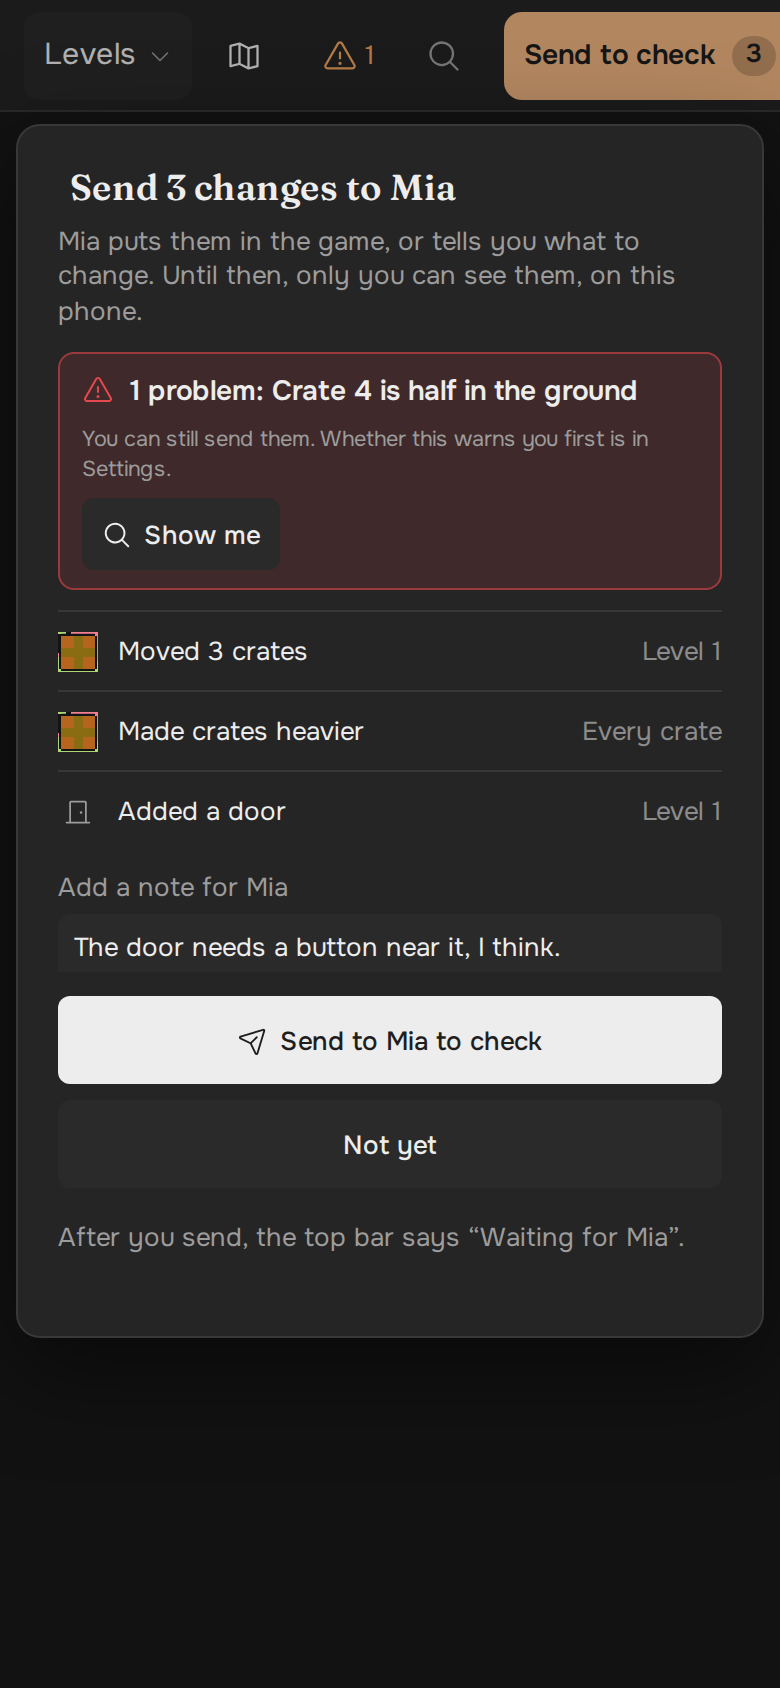 Levels
1
Send to check 3
Send 3 changes to Mia
Mia puts them in the game, or tells you what to
change. Until then, only you can see them, on this
phone.
1 problem: Crate 4 is half in the ground
You can still send them. Whether this warns you first is in
Settings.
Show me
Moved 3 crates Level 1
Made crates heavier Every crate
Added a door Level 1
Add a note for Mia
The door needs a button near it, I think.
Send to Mia to check
Not yet
After you send, the top bar says “Waiting for Mia”.